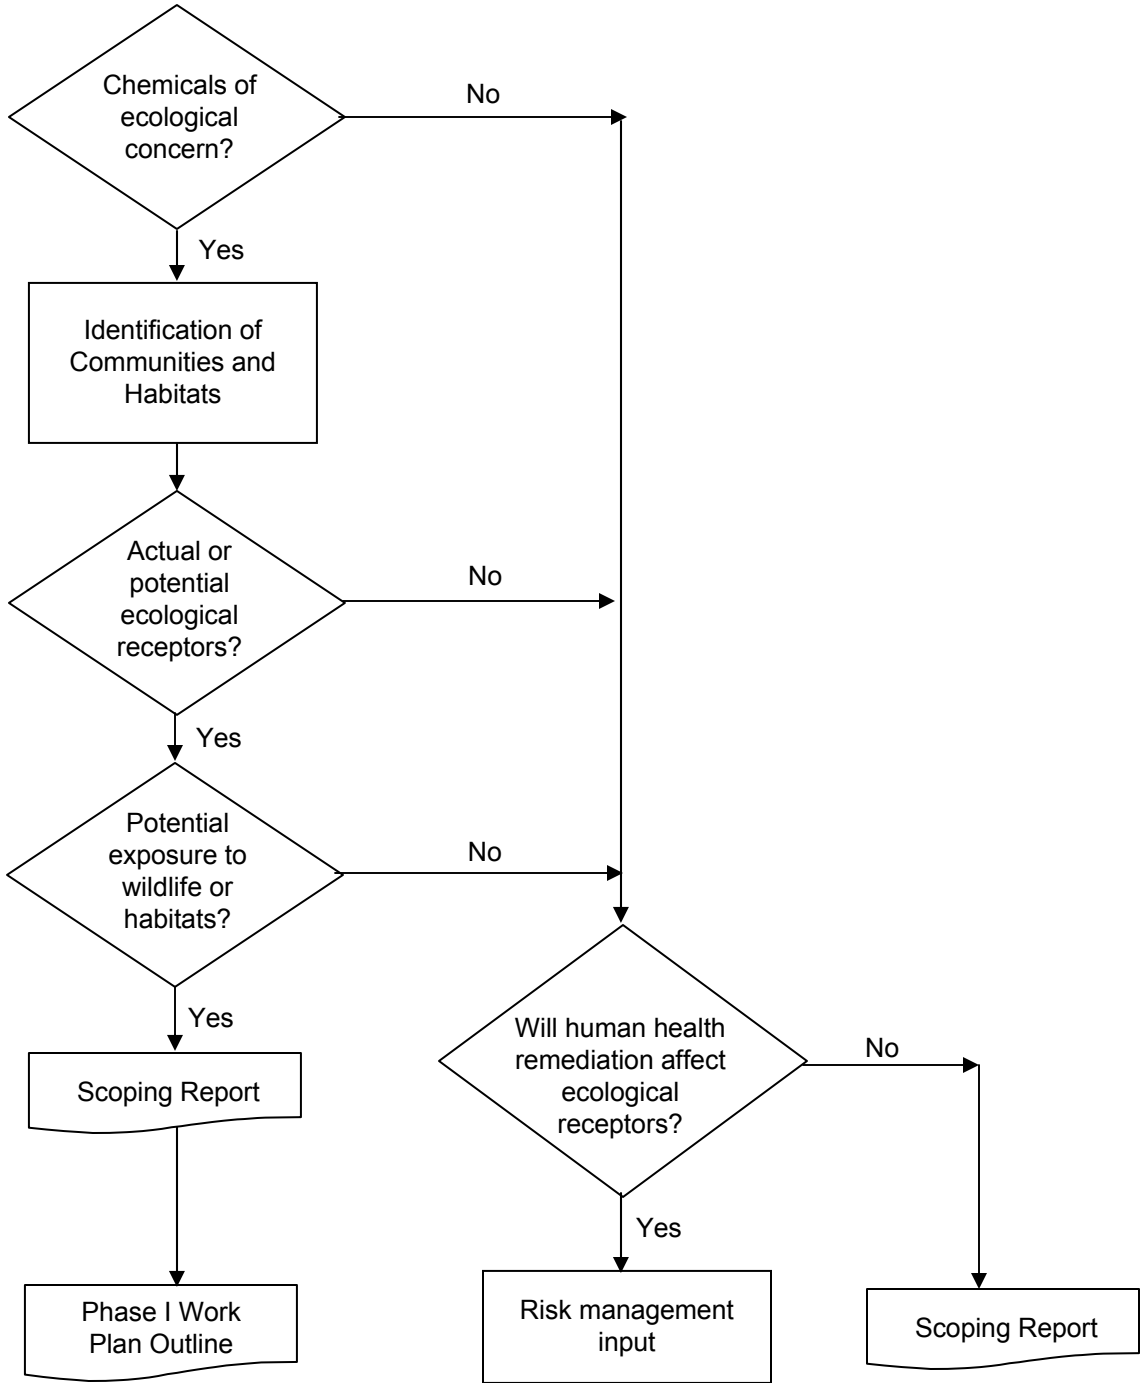 Chemicals of
ecological
concern?
No
Yes
Identification of
Communities and
Habitats
Actual or
potential
ecological
receptors?
No
Yes
Potential
exposure to
wildlife or
habitats?
No
Yes
Scoping Report
Phase I Work
Plan Outline
Will human health
remediation affect
ecological
receptors?
No
Yes
Risk management
input
Scoping Report